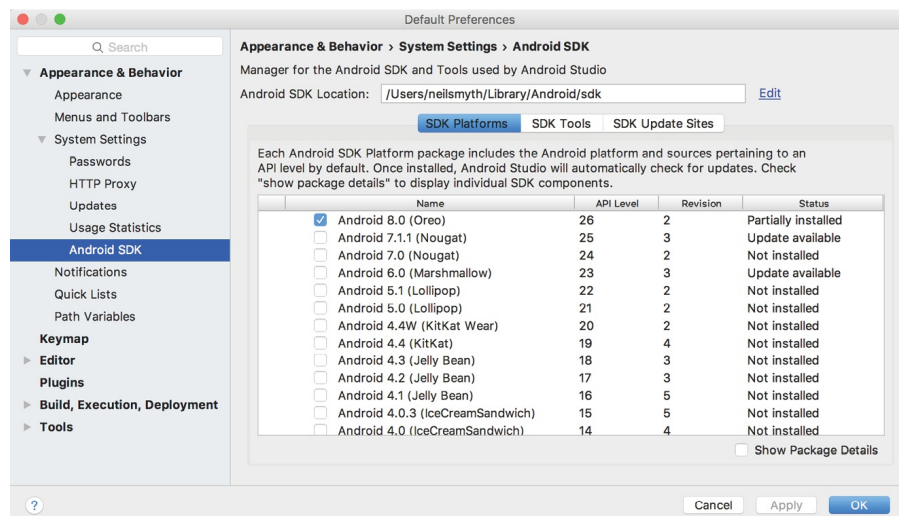 Default Preferences
Search
Appearance & Behavior
Appearance
Menus and Toolbars
System Settings
Passwords
HTTP Proxy
Updates
Usage Statistics
Android SDK
Notifications
Quick Lists
Path Variables
Keymap
Editor
Plugins
Build, Execution, Deployment
Tools
Appearance & Behavior › System Settings › Android SDK
Manager for the Android SDK and Tools used by Android Studio
Android SDK Location: /Users/neilsmyth/Library/Android/sdk Edit
SDK Platforms SDK Tools SDK Update Sites
Each Android SDK Platform package includes the Android platform and sources pertaining to an
API level by default. Once installed, Android Studio will automatically check for updates. Check
"show package details" to display individual SDK components.
Name API Level Revision Status
Android 8.0 (Oreo) 26 2 Partially installed
Android 7.1.1 (Nougat) 25 3 Update available
Android 7.0 (Nougat) 24 2 Not installed
Android 6.0 (Marshmallow) 23 3 Update available
Android 5.1 (Lollipop) 22 2 Not installed
Android 5.0 (Lollipop) 21 2 Not installed
Android 4.4W (KitKat Wear) 20 2 Not installed
Android 4.4 (KitKat) 19 4 Not installed
Android 4.3 (Jelly Bean) 18 3 Not installed
Android 4.2 (Jelly Bean) 17 3 Not installed
Android 4.1 (Jelly Bean) 16 5 Not installed
Android 4.0.3 (IceCreamSandwich) 15 5 Not installed
Android 4.0 (IceCreamSandwich) 14 4 Not installed
Show Package Details
? Cancel Apply OK